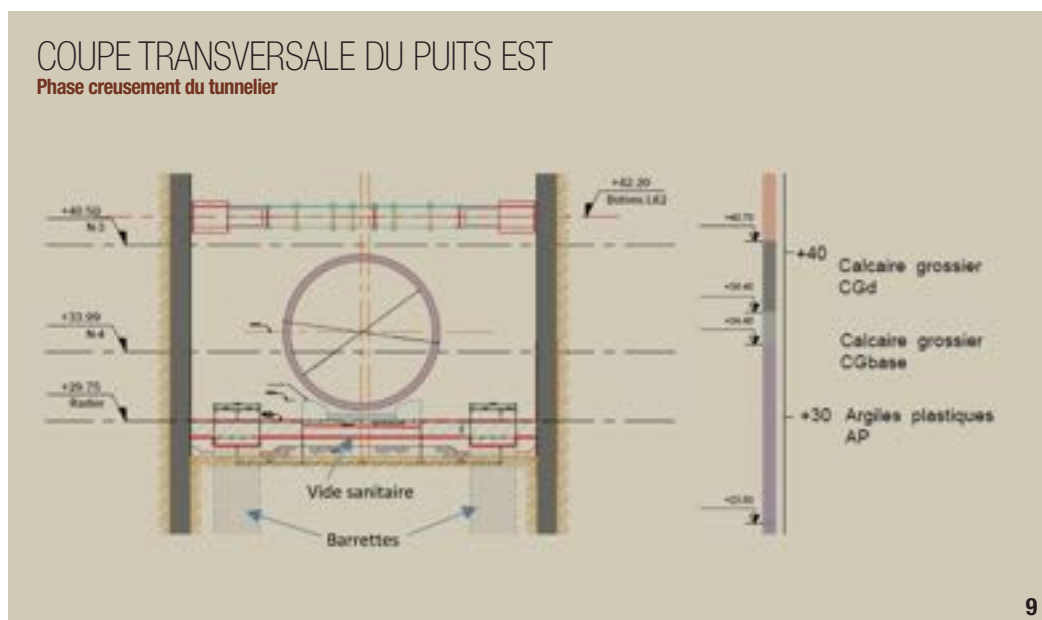 COUPE TRANSVERSALE DU PUITS EST
Phase creusement du tunnelier
+42.20
+40.50
N-3
+33.99
N-4
+29.75
Radier
Vide sanitaire
Barrettes
+40
Calcaire grossier
CGd
Calcaire grossier
CGbase
+30 Argiles plastiques
AP
9